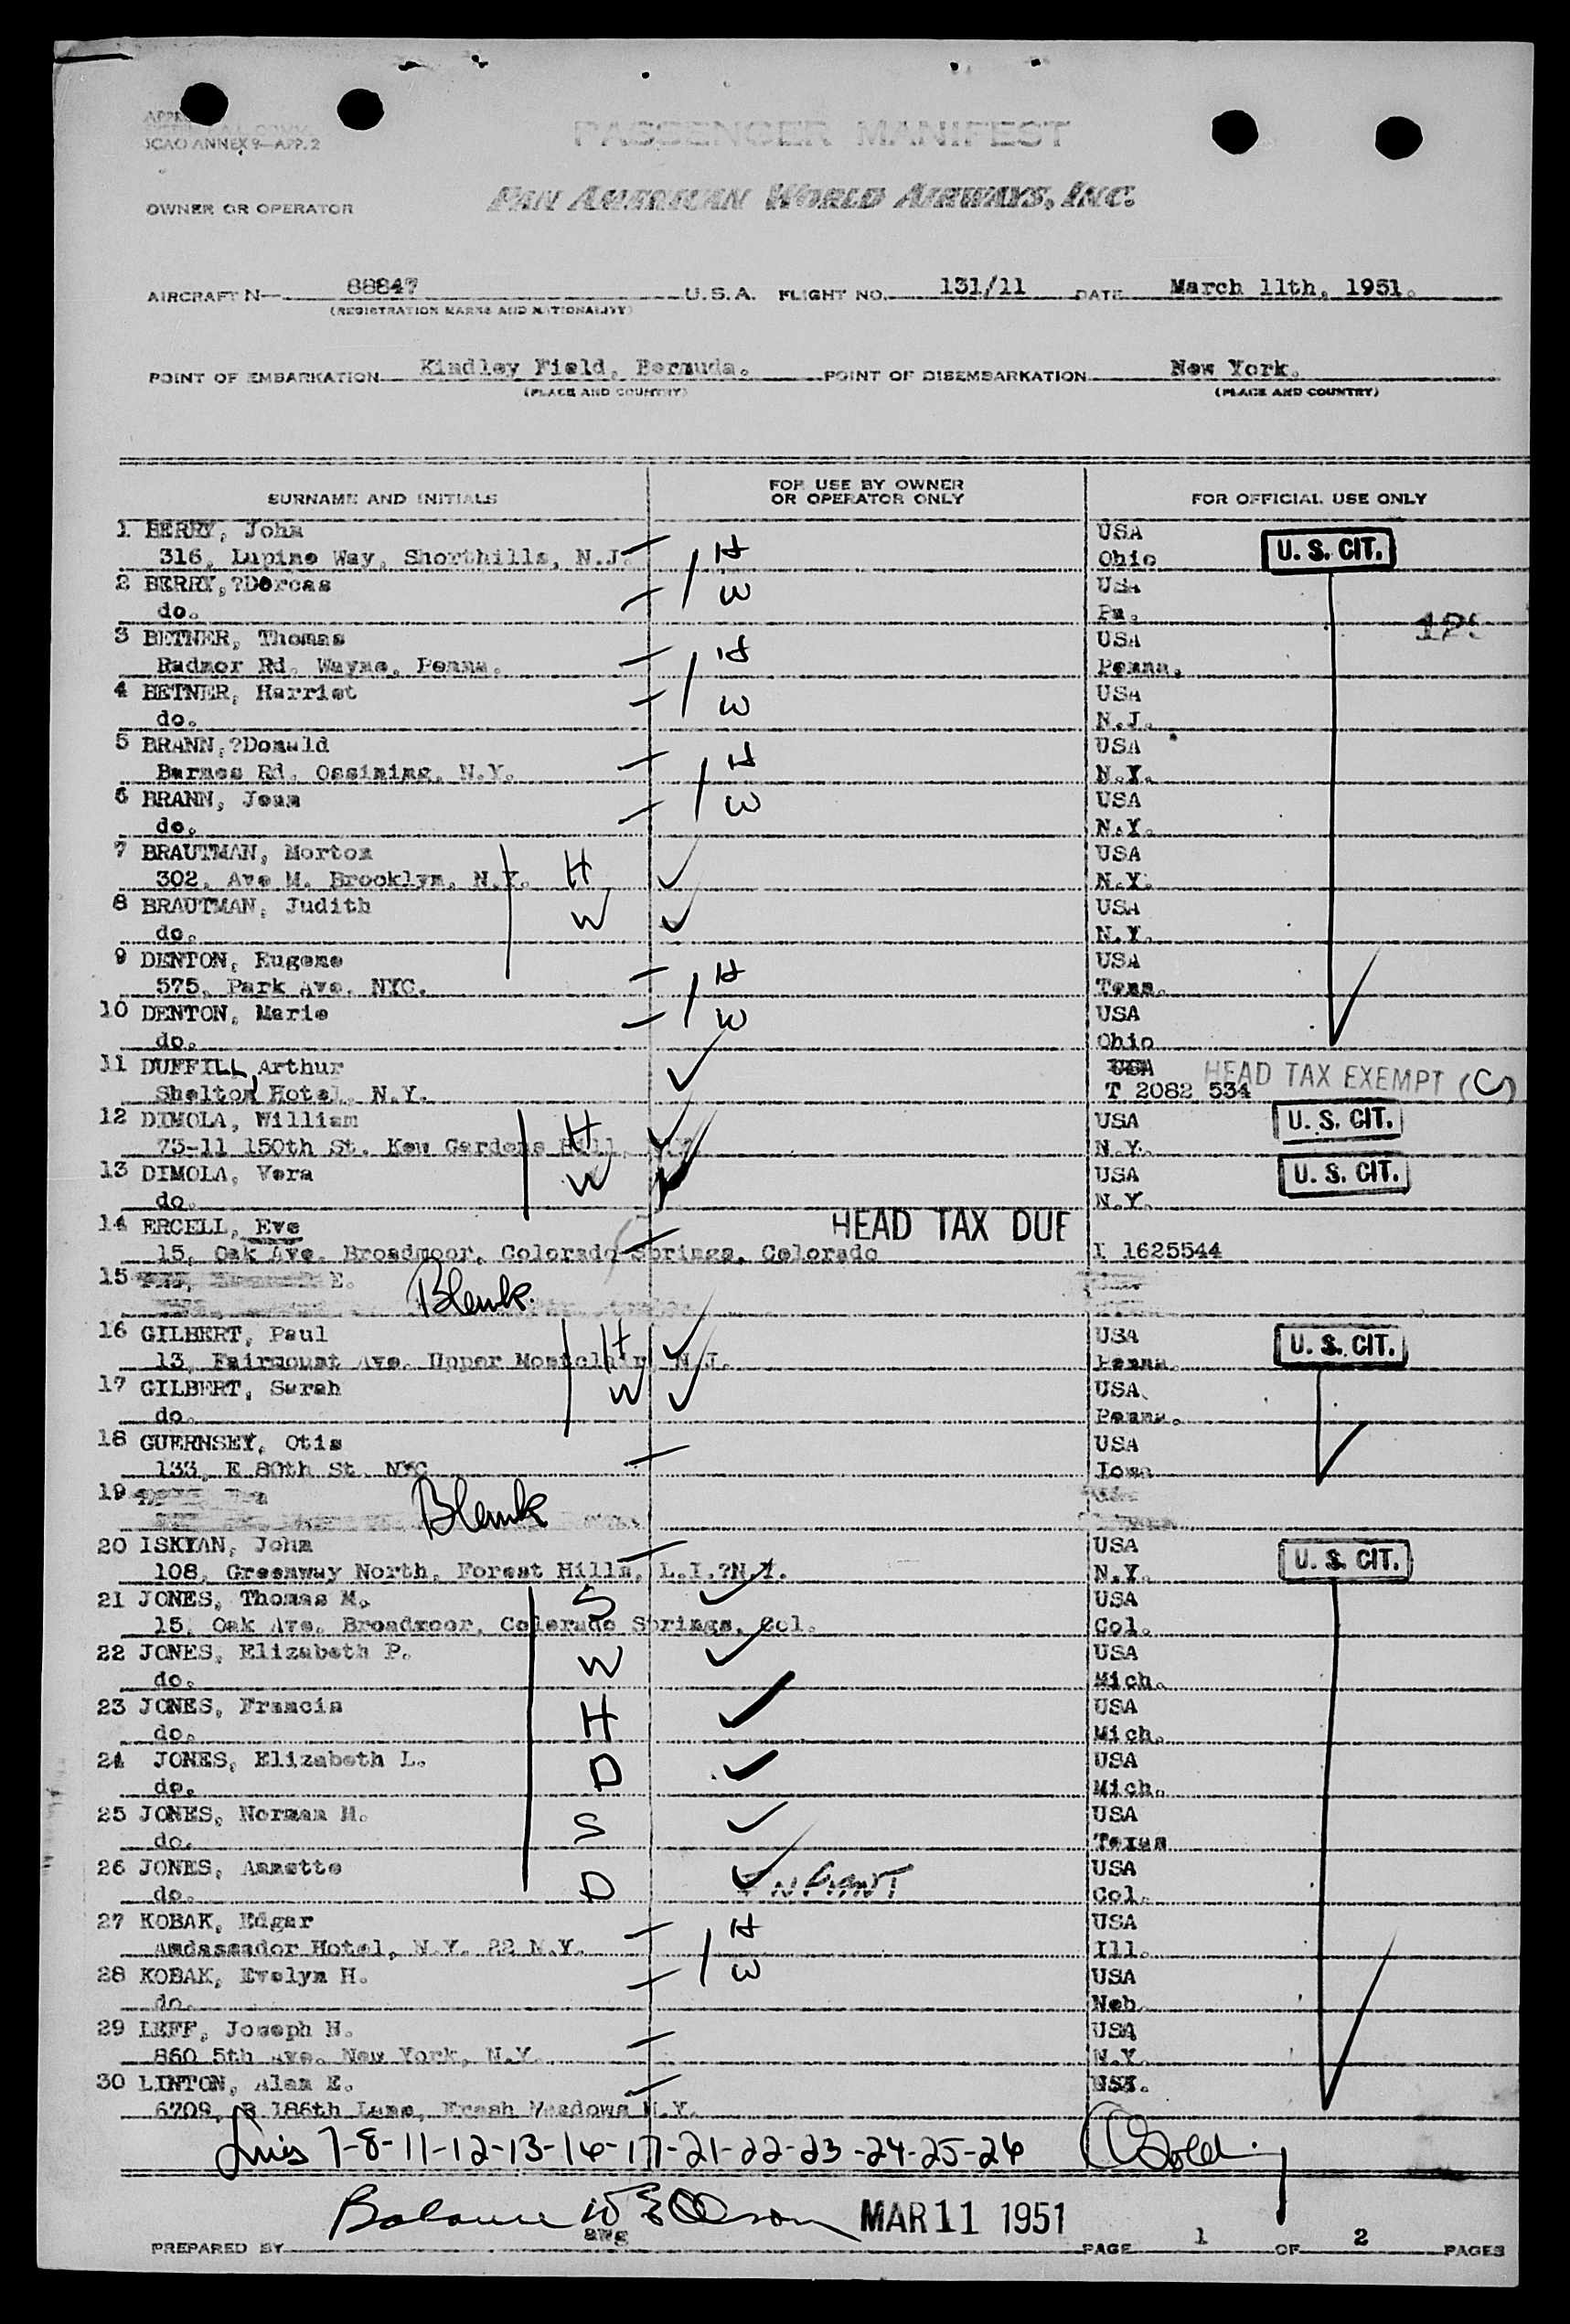 ICAO ANNEX 9—APP. 2
PASSENGER MANIFEST
OWNER OR OPERATOR PAN AMERICAN WORLD AIRWAYS, INC.
AIRCRAFT N— 88847 U.S.A. FLIGHT NO. 131/11 DATE March 11th, 1951.
(REGISTRATION MARKS AND NATIONALITY)
POINT OF EMBARKATION Kindley Field, Bermuda. POINT OF DISEMBARKATION New York.
(PLACE AND COUNTRY) (PLACE AND COUNTRY)
SURNAME AND INITIALS FOR USE BY OWNER OR OPERATOR ONLY FOR OFFICIAL USE ONLY
1 BERRY, John USA
316, Lupine Way, Shorthills, N.J. H Ohio U. S. CIT.
2 BERRY,?Dorcas W USA
do. Pa.
3 BETNER, Thomas H USA
Radnor Rd. Wayne, Penna. Penna.
4 BETNER, Harriet W USA
do. N.J.
5 BRANN,?Donald H USA
Barnes Rd. Ossining, N.Y. N.Y.
6 BRANN, Jean W USA
do. N.Y.
7 BRAUTMAN, Morton H USA
302, Ave M. Brooklyn, N.Y. N.Y.
8 BRAUTMAN, Judith W USA
do. N.Y.
9 DENTON, Eugene H USA
575, Park Ave. NYC. Tenn.
10 DENTON, Marie W USA
do. Ohio
11 DUFFILL, Arthur USA HEAD TAX EXEMPT (C)
Shelton Hotel, N.Y. T 2082 534
12 DIMOLA, William H USA U. S. CIT.
73-11 150th St. Kew Gardens Hill, N.Y. N.Y.
13 DIMOLA, Vera W USA U. S. CIT.
do. N.Y.
14 ERCELL, Eve HEAD TAX DUE
15, Oak Ave. Broadmoor, Colorado Springs, Colorado I 1625544
15 E. Blank.
16 GILBERT, Paul H USA U. S. CIT.
13, Fairmount Ave. Upper Montclair, N.J. Penna.
17 GILBERT, Sarah W USA
do. Penna.
18 GUERNSEY, Otis USA
133, E 80th St. NYC Iowa
19 Blank
20 ISKYAN, John USA U. S. CIT.
108, Greenway North, Forest Hills, L.I.?N.Y. N.Y.
21 JONES, Thomas M. S USA
15, Oak Ave. Broadmoor, Colorado Springs, Col. Col.
22 JONES, Elizabeth P. W USA
do. Mich.
23 JONES, Francis H USA
do. Mich.
24 JONES, Elizabeth L. D USA
do. Mich.
25 JONES, Norman H. S USA
do. Texas
26 JONES, Annette USA
do. D INFANT Col.
27 KOBAK, Edgar H USA
Amdassador Hotel, N.Y. 22 N.Y. Ill.
28 KOBAK, Evelyn H. W USA
do. Neb.
29 LEFF, Joseph H. USA
860 5th Ave. New York, N.Y. N.Y.
30 LINTON, Alan E.
6709, B 186th Lane, Fresh Meadows N.Y.
7-8-11-12-13-16-17-21-22-23-24-25-26
Balance MAR 11 1951
PREPARED BY awg PAGE 1 OF 2 PAGES